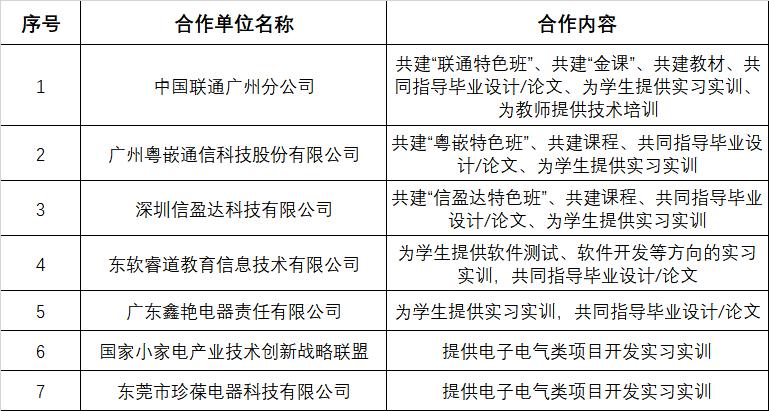 序号 合作单位名称 合作内容
1 中国联通广州分公司 共建“联通特色班”、共建“金课”、共建教材、共
同指导毕业设计/论文、为学生提供实习实训、
为教师提供技术培训
2 广州粤嵌通信科技股份有限公司 共建“粤嵌特色班”、共建课程、共同指导毕业设
计/论文、为学生提供实习实训
3 深圳信盈达科技有限公司 共建“信盈达特色班”、共建课程、共同指导毕业
设计/论文、为学生提供实习实训
4 东软睿道教育信息技术有限公司 为学生提供软件测试、软件开发等方向的实习
实训，共同指导毕业设计/论文
5 广东鑫艳电器责任有限公司 为学生提供实习实训，共同指导毕业设计/论文
6 国家小家电产业技术创新战略联盟 提供电子电气类项目开发实习实训
7 东莞市珍葆电器科技有限公司 提供电子电气类项目开发实习实训